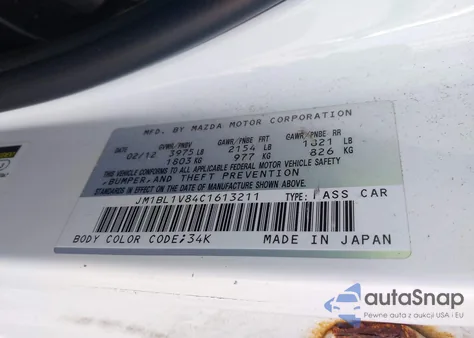 MFD. BY MAZDA MOTOR CORPORATION
GVWR/PNBV GAWR/PNBE FRT GAWR/PNBE RR
02/12 3975 LB 2154 LB 1821 LB
1803 KG 977 KG 826 KG
THIS VEHICLE CONFORMS TO ALL APPLICABLE FEDERAL MOTOR VEHICLE SAFETY
,BUMPER,AND THEFT PREVENTION
STANDARDS IN EFFECT ON THE DATE OF MANUFACTURE SHOWN ABOVE.
JM1BL1V84C1613211 TYPE: PASS CAR
BODY COLOR CODE:34K MADE IN JAPAN
autoSnap
Pewne auta z aukcji USA i EU